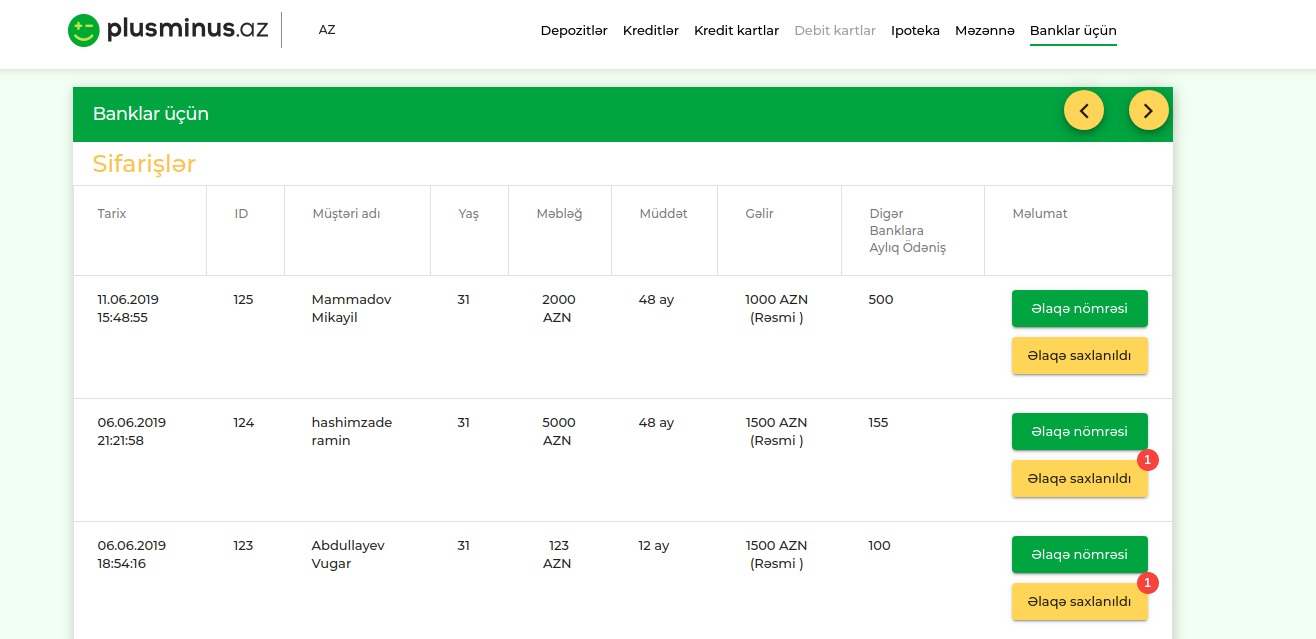 plusminus.az
AZ
Depozitlər Kreditlər Kredit kartlar Debit kartlar Ipoteka Məzənnə Banklar üçün
Banklar üçün
Sifarişlər
Tarix ID Müştəri adı Yaş Məbləğ Müddət Gəlir Digər Məlumat
Banklara
Aylıq Ödəniş
11.06.2019 125 Mammadov 31 2000 48 ay 1000 AZN 500 Əlaqə nömrəsi
15:48:55 Mikayil AZN (Rəsmi )
Əlaqə saxlanıldı
06.06.2019 124 hashimzade 31 5000 48 ay 1500 AZN 155 Əlaqə nömrəsi
21:21:58 ramin AZN (Rəsmi )
1
Əlaqə saxlanıldı
06.06.2019 123 Abdullayev 31 123 12 ay 1500 AZN 100 Əlaqə nömrəsi
18:54:16 Vugar AZN (Rəsmi )
1
Əlaqə saxlanıldı